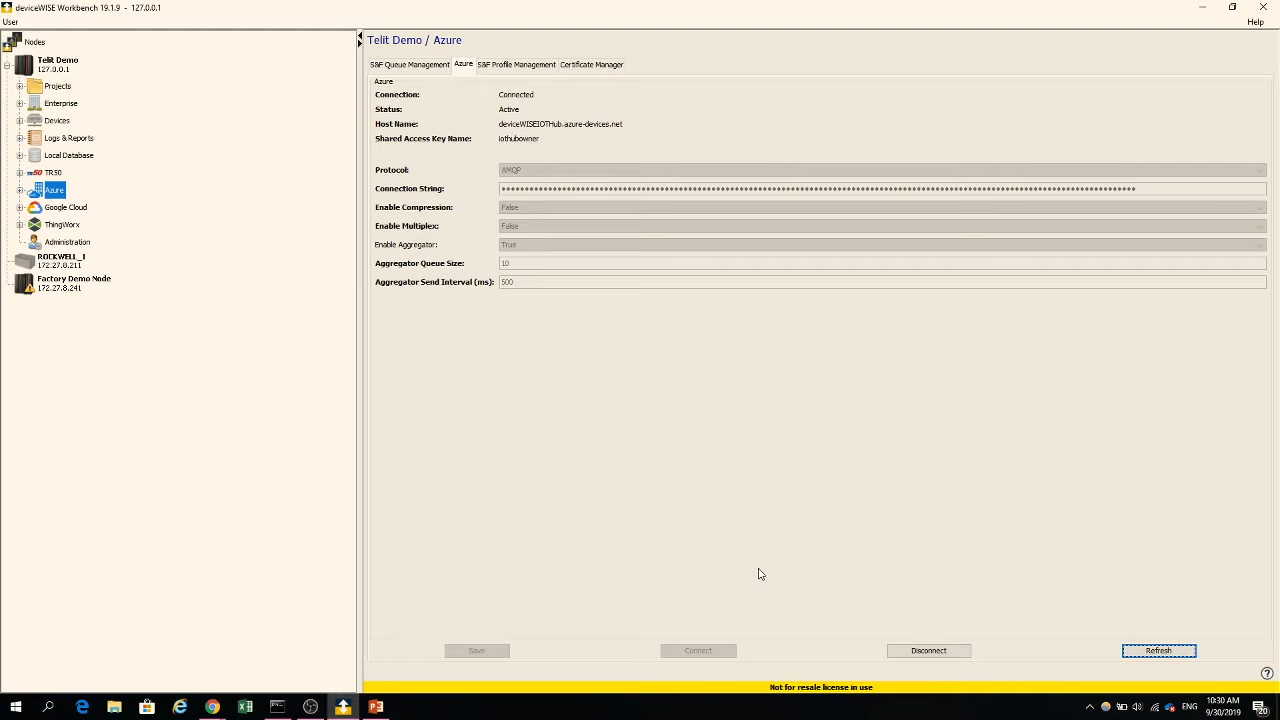 deviceWISE Workbench 19.1.9 - 127.0.0.1
User
Help
Nodes
Telit Demo
127.0.0.1
Projects
Enterprise
Devices
Logs & Reports
Local Database
TR50 TR50
Azure
Google Cloud
ThingWorx
Administration
ROCKWELL_1
172.27.8.211
Factory Demo Node
172.27.8.241
Telit Demo / Azure
S&F Queue Management Azure S&F Profile Management Certificate Manager
Azure
Connection: Connected
Status: Active
Host Name: deviceWISEIOTHub.azure-devices.net
Shared Access Key Name: iothubowner
Protocol: AMQP
Connection String:
Enable Compression: False
Enable Multiplex: False
Enable Aggregator: True
Aggregator Queue Size: 10
Aggregator Send Interval (ms): 500
Save Connect Disconnect Refresh
Not for resale license in use
ENG
10:30 AM
9/30/2019
20